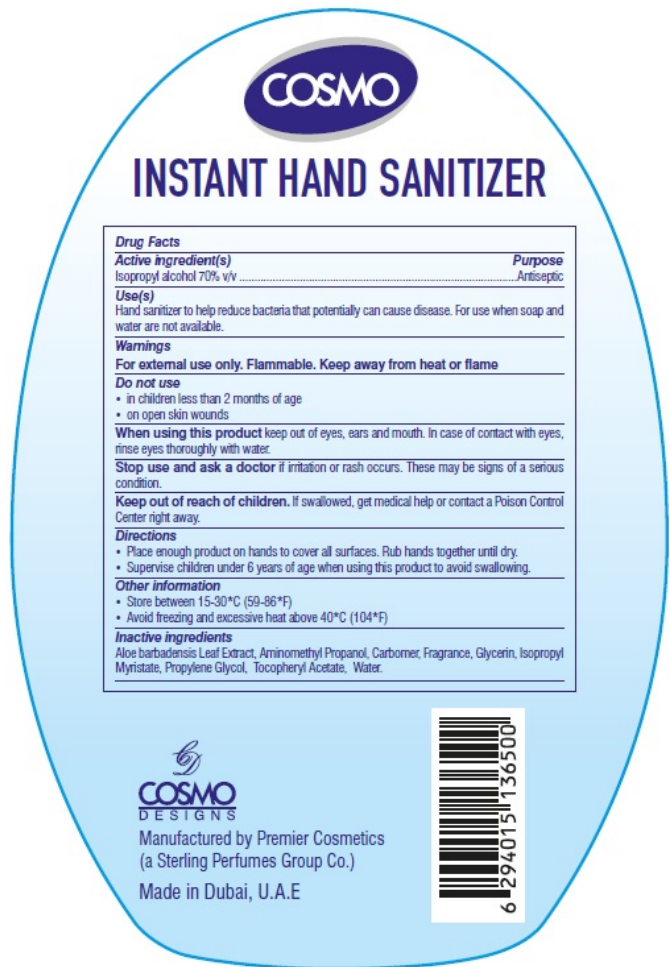 COSMO
INSTANT HAND SANITIZER
Drug Facts
Active ingredient(s) Purpose
Isopropyl alcohol 70% v/v ........................................................................Antiseptic
Use(s)
Hand sanitizer to help reduce bacteria that potentially can cause disease. For use when soap and
water are not available.
Warnings
For external use only. Flammable. Keep away from heat or flame
Do not use
• in children less than 2 months of age
• on open skin wounds
When using this product keep out of eyes, ears and mouth. In case of contact with eyes,
rinse eyes thoroughly with water.
Stop use and ask a doctor if irritation or rash occurs. These may be signs of a serious
condition.
Keep out of reach of children. If swallowed, get medical help or contact a Poison Control
Center right away.
Directions
• Place enough product on hands to cover all surfaces. Rub hands together until dry.
• Supervise children under 6 years of age when using this product to avoid swallowing.
Other information
• Store between 15-30*C (59-86*F)
• Avoid freezing and excessive heat above 40*C (104*F)
Inactive ingredients
Aloe barbadensis Leaf Extract, Aminomethyl Propanol, Carbomer, Fragrance, Glycerin, Isopropyl
Myristate, Propylene Glycol, Tocopheryl Acetate, Water.
CD
COSMO
DESIGNS
Manufactured by Premier Cosmetics
(a Sterling Perfumes Group Co.)
Made in Dubai, U.A.E
6 294015 136500